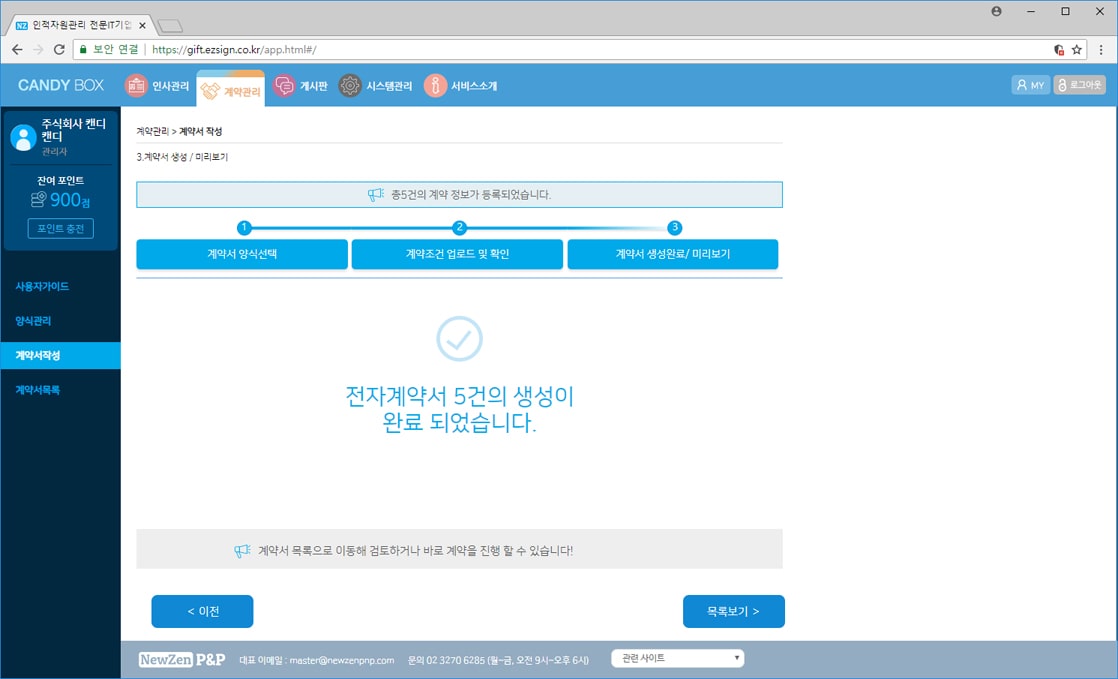 NZ 인적자원관리 전문IT기업
보안 연결 https://gift.ezsign.co.kr/app.html#/
CANDY BOX 인사관리 계약관리 게시판 시스템관리 서비스소개 MY 로그아웃
주식회사 캔디
캔디
관리자
잔여 포인트
900점
포인트 충전
사용자가이드
양식관리
계약서작성
계약서목록
계약관리 > 계약서 작성
3.계약서 생성 / 미리보기
총5건의 계약 정보가 등록되었습니다.
1 2 3
계약서 양식선택 계약조건 업로드 및 확인 계약서 생성완료/ 미리보기
전자계약서 5건의 생성이
완료 되었습니다.
계약서 목록으로 이동해 검토하거나 바로 계약을 진행 할 수 있습니다!
< 이전 목록보기 >
NewZen P&P 대표 이메일 : master@newzenpnp.com 문의 02 3270 6285 (월-금, 오전 9시-오후 6시) 관련 사이트